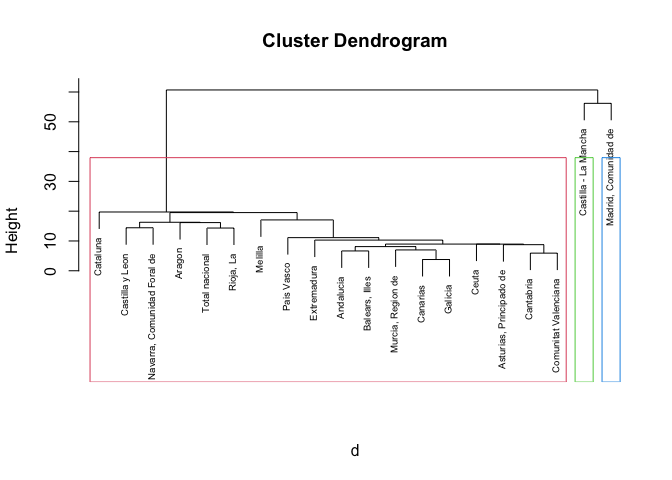 Cluster Dendrogram
Height
0
10
30
50
Cataluna
Castilla y Leon
Navarra, Comunidad Foral de
Aragon
Total nacional
Rioja, La
Melilla
Pais Vasco
Extremadura
Andalucia
Balears, Illes
Murcia, Region de
Canarias
Galicia
Ceuta
Asturias, Principado de
Cantabria
Comunitat Valenciana
Castilla - La Mancha
Madrid, Comunidad de
d